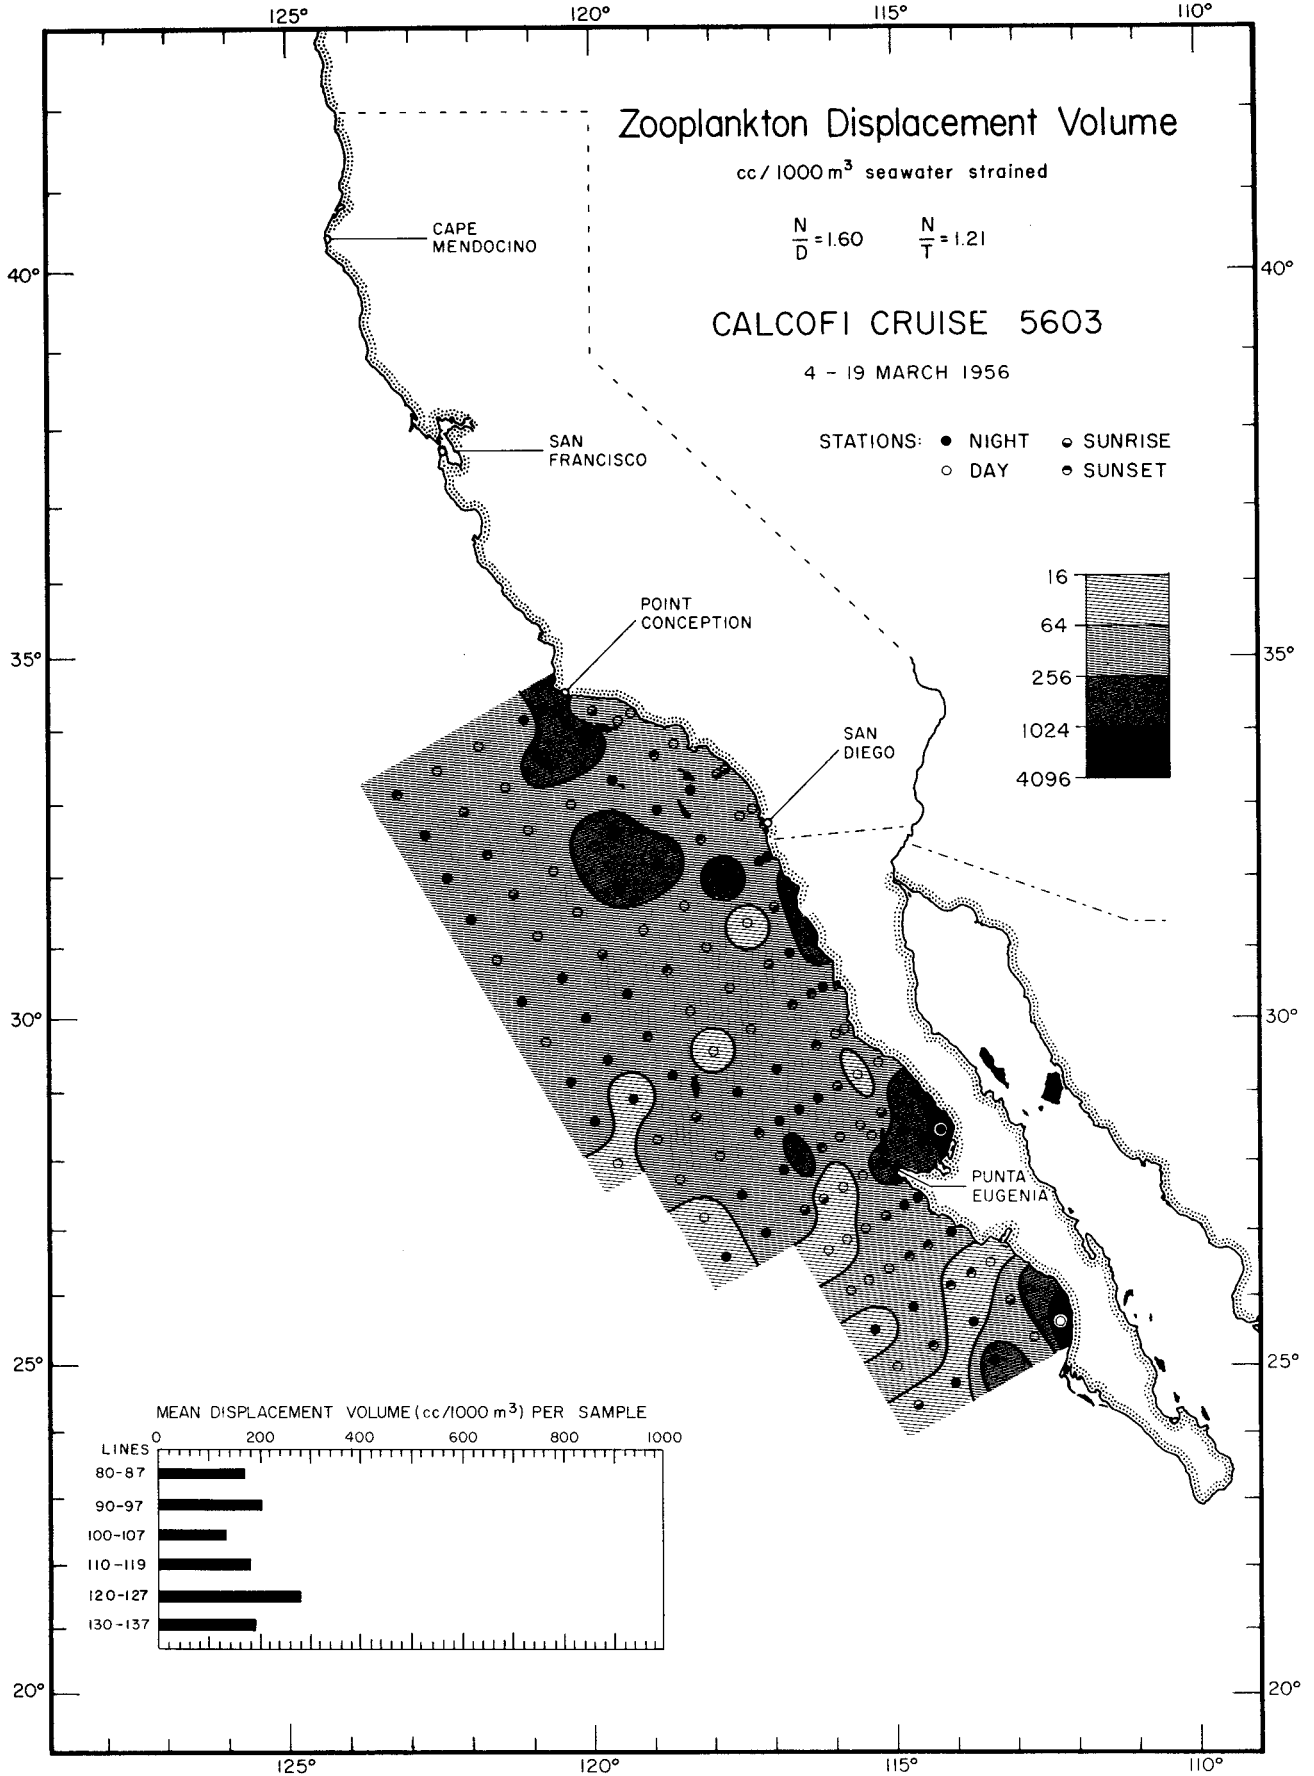 125° 120° 115° 110°
Zooplankton Displacement Volume
cc/1000 m³ seawater strained
N/D = 1.60 N/T = 1.21
CAPE
MENDOCINO
40° 40°
CALCOFI CRUISE 5603
4 - 19 MARCH 1956
STATIONS: ● NIGHT ◒ SUNRISE
○ DAY ◓ SUNSET
SAN
FRANCISCO
16
64
256
1024
4096
POINT
CONCEPTION
35° 35°
SAN
DIEGO
30° 30°
PUNTA
EUGENIA
25° 25°
MEAN DISPLACEMENT VOLUME (cc/1000 m³) PER SAMPLE
0 200 400 600 800 1000
LINES
80-87
90-97
100-107
110-119
120-127
130-137
20° 20°
125° 120° 115° 110°